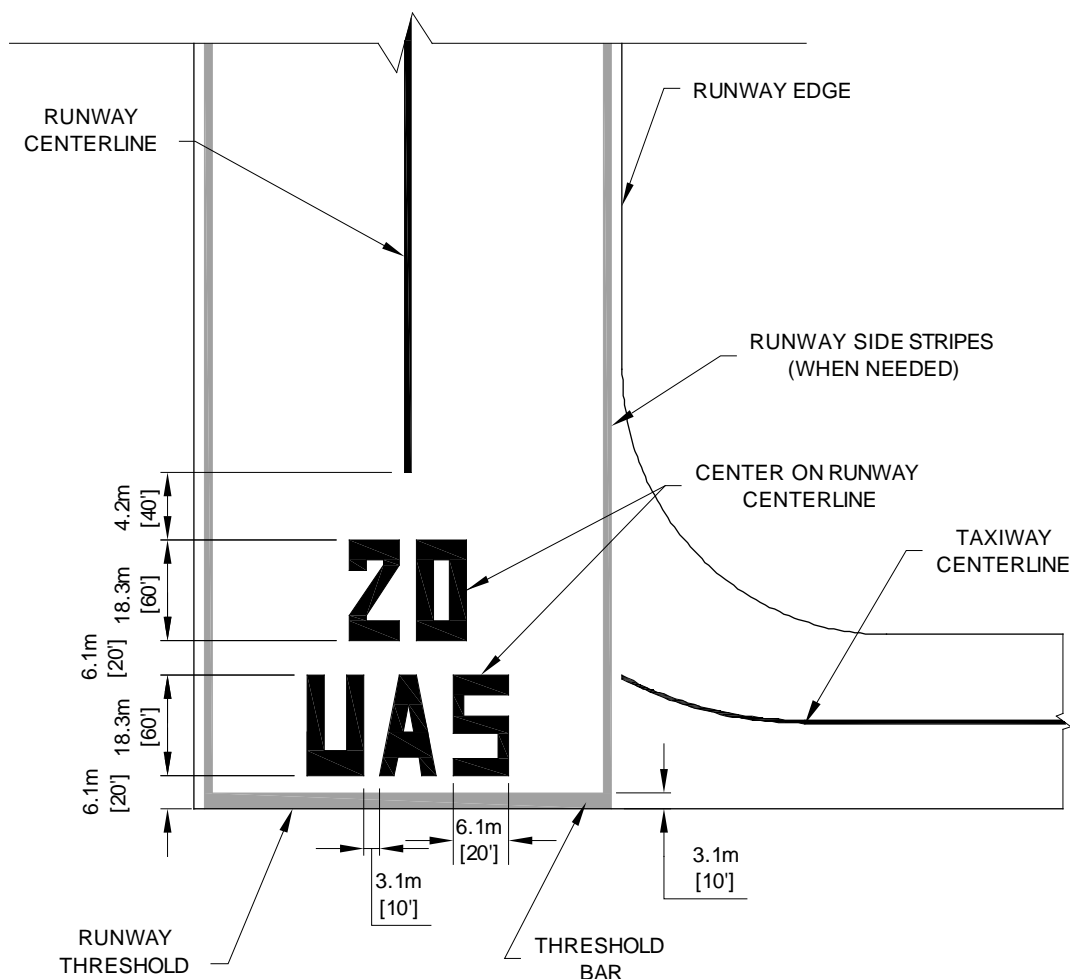 RUNWAY
CENTERLINE
RUNWAY EDGE
RUNWAY SIDE STRIPES
(WHEN NEEDED)
CENTER ON RUNWAY
CENTERLINE
TAXIWAY
CENTERLINE
4.2m
[40']
18.3m
[60']
6.1m
[20']
18.3m
[60']
6.1m
[20']
20
UAS
6.1m
[20']
3.1m
[10']
3.1m
[10']
RUNWAY
THRESHOLD
THRESHOLD
BAR